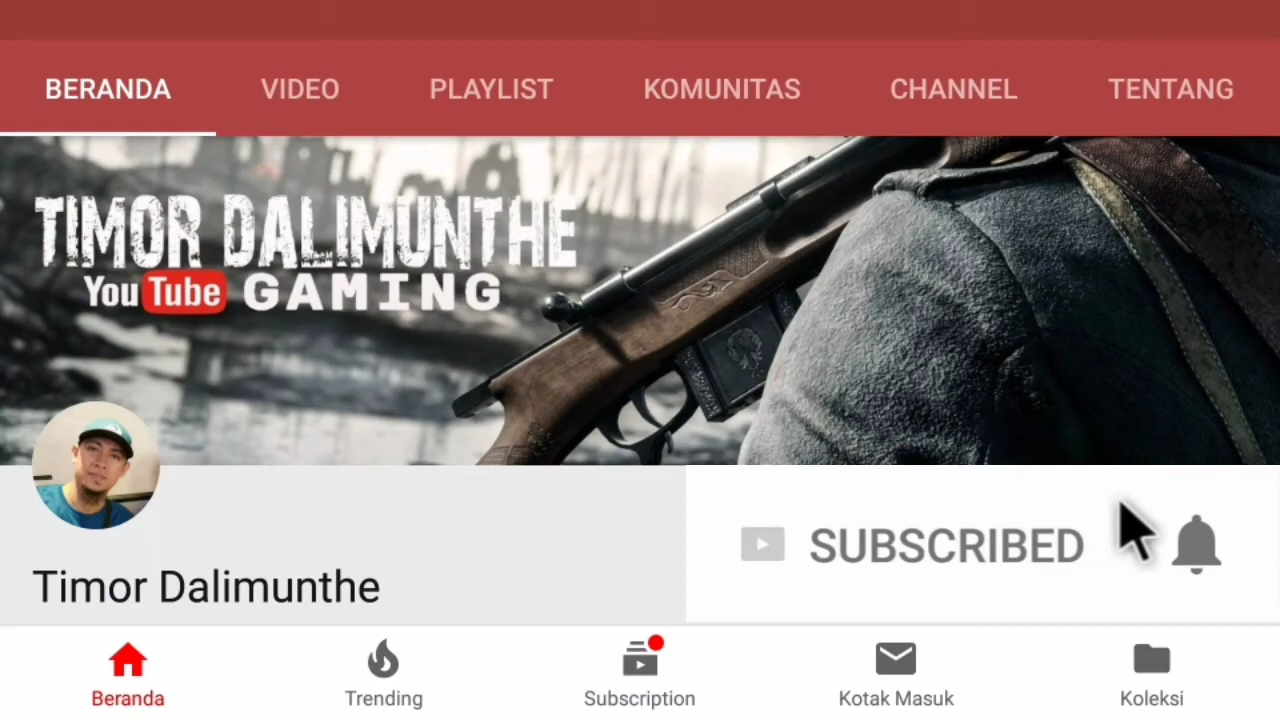 BERANDA VIDEO PLAYLIST KOMUNITAS CHANNEL TENTANG
TIMOR DALIMUNTHE
YouTube GAMING
SUBSCRIBED
Timor Dalimunthe
Beranda Trending Subscription Kotak Masuk Koleksi